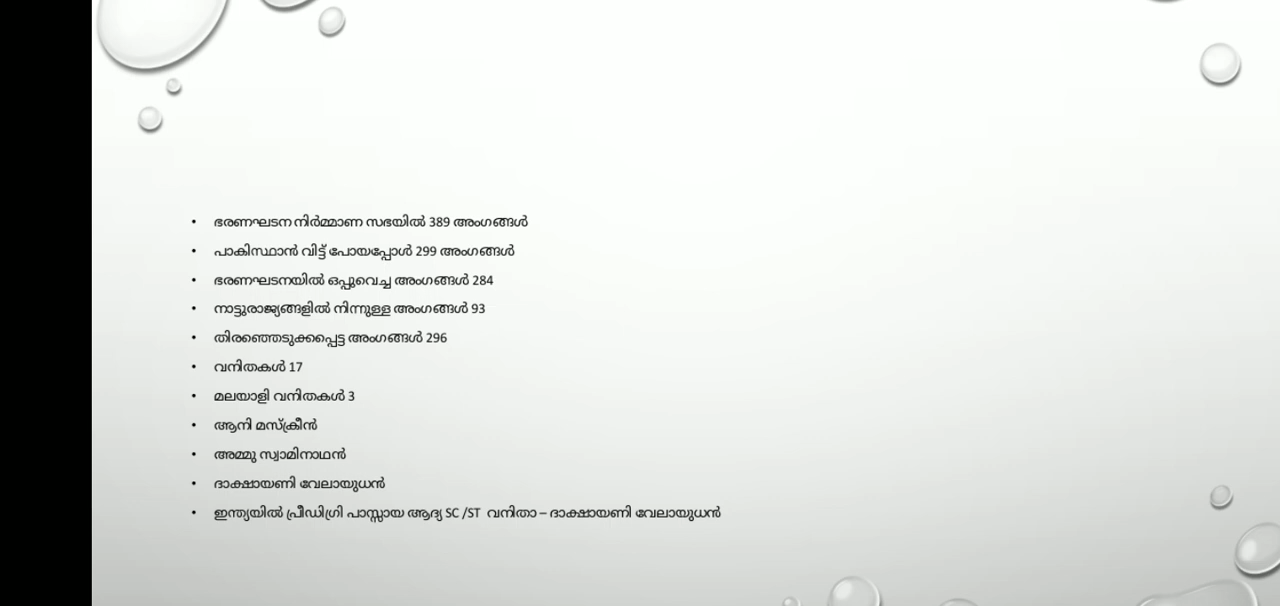 • ഭരണഘടന നിർമ്മാണ സഭയിൽ 389 അംഗങ്ങൾ
• പാകിസ്ഥാൻ വിട്ട് പോയപ്പോൾ 299 അംഗങ്ങൾ
• ഭരണഘടനയിൽ ഒപ്പുവെച്ച അംഗങ്ങൾ 284
• നാട്ടുരാജ്യങ്ങളിൽ നിന്നുള്ള അംഗങ്ങൾ 93
• തിരഞ്ഞെടുക്കപ്പെട്ട അംഗങ്ങൾ 296
• വനിതകൾ 17
• മലയാളി വനിതകൾ 3
• ആനി മസ്ക്രീൻ
• അമ്മു സ്വാമിനാഥൻ
• ദാക്ഷായണി വേലായുധൻ
• ഇന്ത്യയിൽ പ്രീഡിഗ്രി പാസ്സായ ആദ്യ SC /ST വനിതാ – ദാക്ഷായണി വേലായുധൻ